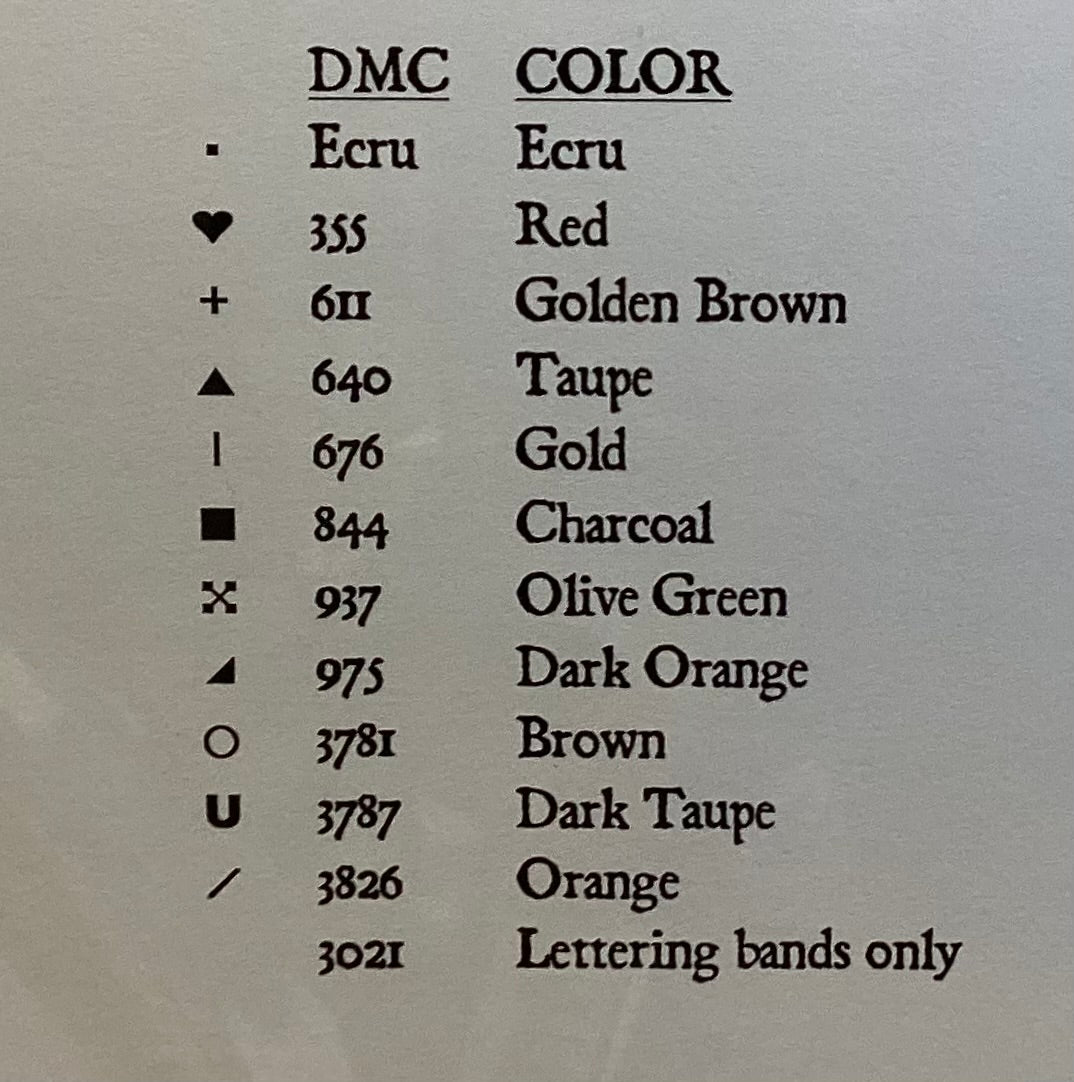 DMC COLOR
▪ Ecru Ecru
♥ 355 Red
+ 611 Golden Brown
▲ 640 Taupe
| 676 Gold
■ 844 Charcoal
937 Olive Green
◢ 975 Dark Orange
○ 3781 Brown
U 3787 Dark Taupe
/ 3826 Orange
3021 Lettering bands only